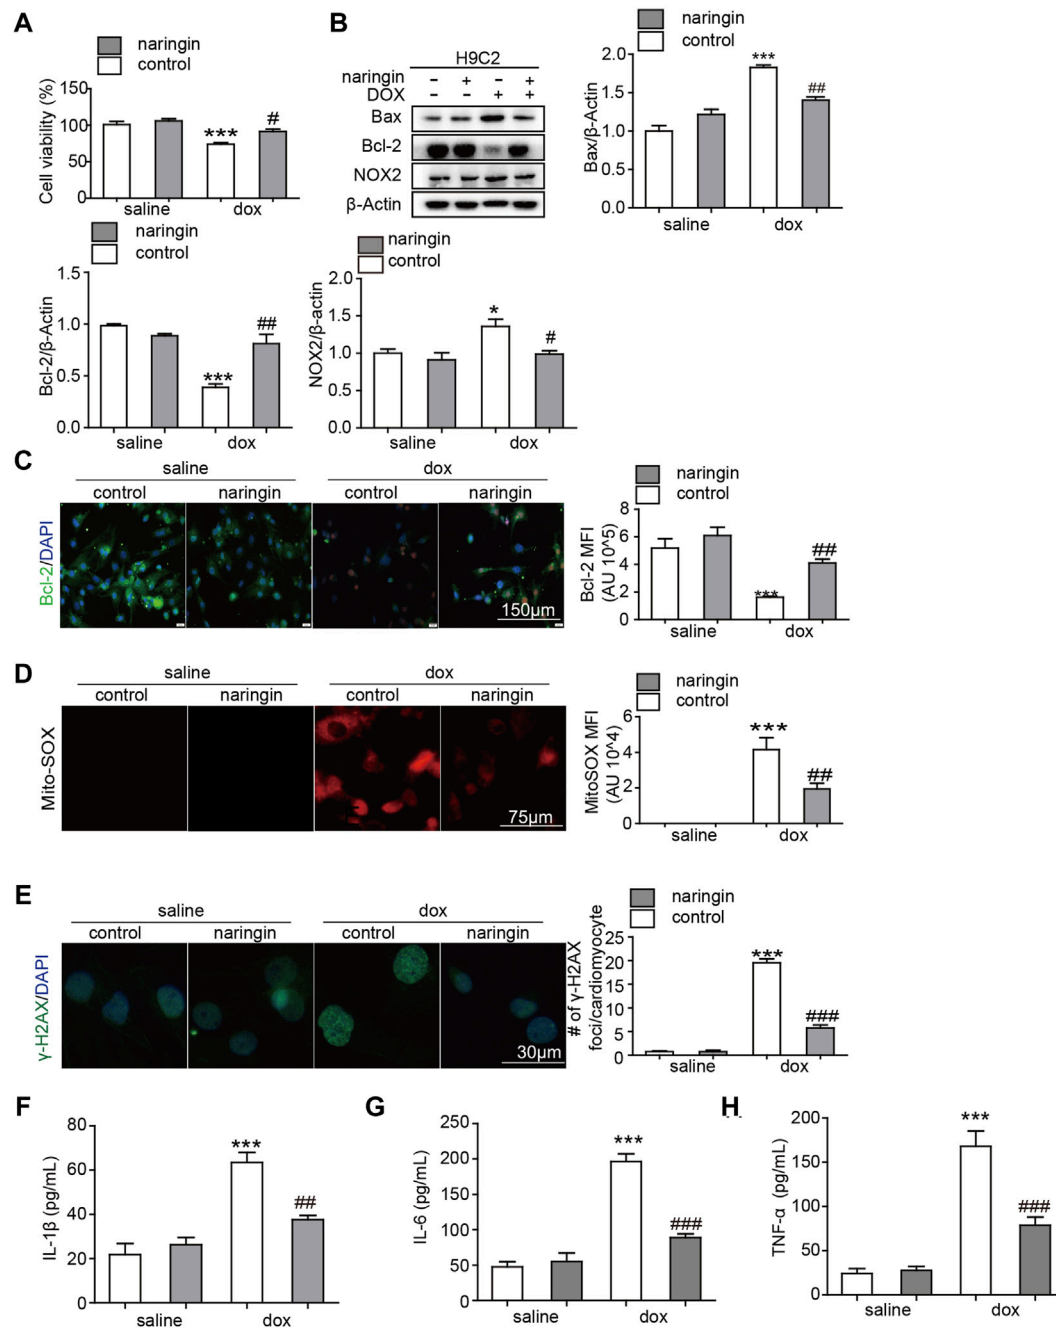 A
naringin
control
Cell viability (%)
150
100
50
0
***
#
saline
dox
B
H9C2
naringin - + - +
DOX - - + +
Bax
Bcl-2
NOX2
β-Actin
naringin
control
Bax/β-Actin
2.0
1.5
1.0
0.5
0.0
***
##
saline
dox
naringin
control
Bcl-2/β-Actin
1.5
1.0
0.5
0.0
***
##
saline
dox
naringin
control
NOX2/β-actin
2.0
1.5
1.0
0.0
*
#
saline
dox
C
saline
dox
control
naringin
control
naringin
Bcl-2/DAPI
150µm
naringin
control
Bcl-2 MFI
(AU 10^5)
8
6
4
2
0
***
##
saline
dox
D
saline
dox
control
naringin
control
naringin
Mito-SOX
75µm
naringin
control
MitoSOX MFI
(AU 10^4)
6
4
2
0
***
##
saline
dox
E
saline
dox
control
naringin
control
naringin
γ-H2AX/DAPI
30µm
naringin
control
# of γ-H2AX
foci/cardiomyocyte
25
20
15
10
5
0
***
###
saline
dox
F
IL-1β (pg/mL)
80
60
40
20
0
***
##
saline
dox
G
IL-6 (pg/mL)
250
200
150
100
50
0
***
###
saline
dox
H
TNF-α (pg/mL)
200
150
100
50
0
***
###
saline
dox